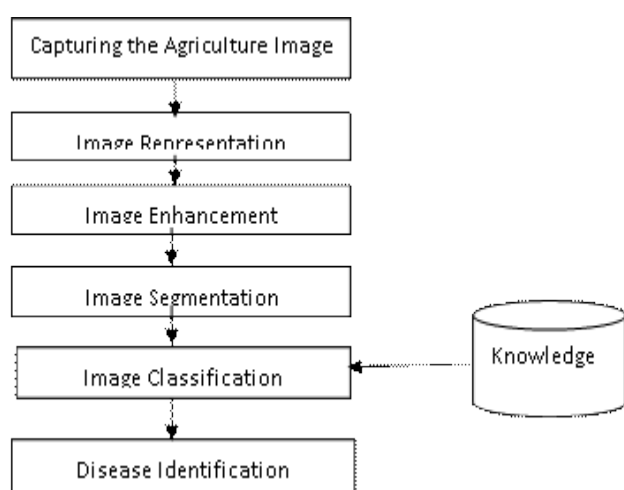 Capturing the Agriculture Image
Image Representation
Image Enhancement
Image Segmentation
Image Classification
Knowledge
Disease Identification